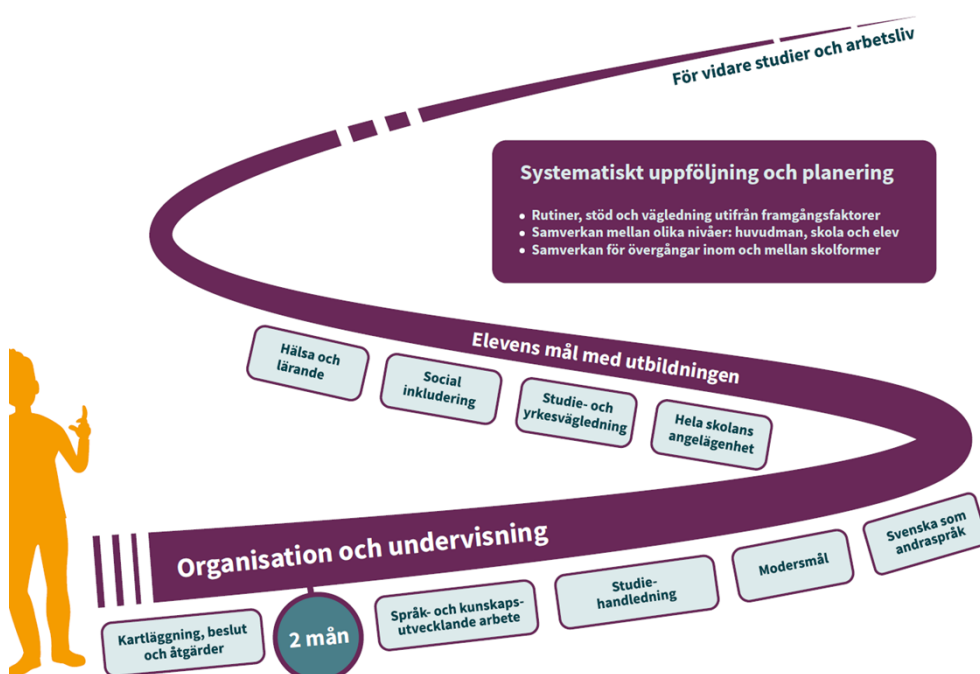 För vidare studier och arbetsliv
Systematiskt uppföljning och planering
• Rutiner, stöd och vägledning utifrån framgångsfaktorer
• Samverkan mellan olika nivåer: huvudman, skola och elev
• Samverkan för övergångar inom och mellan skolformer
Elevens mål med utbildningen
Hälsa och
lärande
Social
inkludering
Studie- och
yrkesvägledning
Hela skolans
angelägenhet
Organisation och undervisning
Kartläggning, beslut
och åtgärder
2 mån
Språk- och kunskaps-
utvecklande arbete
Studie-
handledning
Modersmål
Svenska som
andraspråk